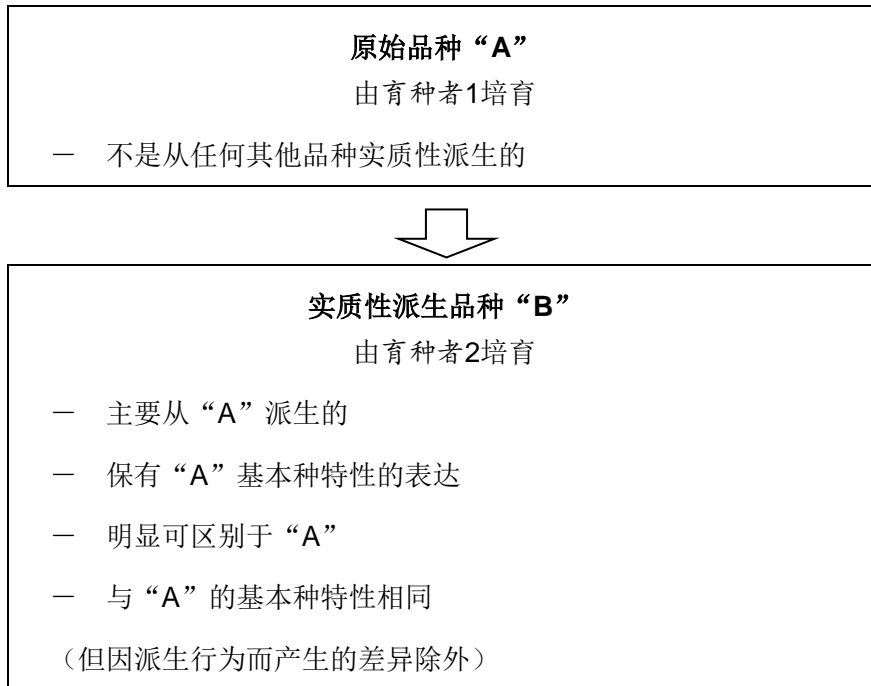 原始品种“A”
由育种者1培育
－ 不是从任何其他品种实质性派生的
实质性派生品种“B”
由育种者2培育
－ 主要从“A”派生的
－ 保有“A”基本种特性的表达
－ 明显可区别于“A”
－ 与“A”的基本种特性相同
（但因派生行为而产生的差异除外）